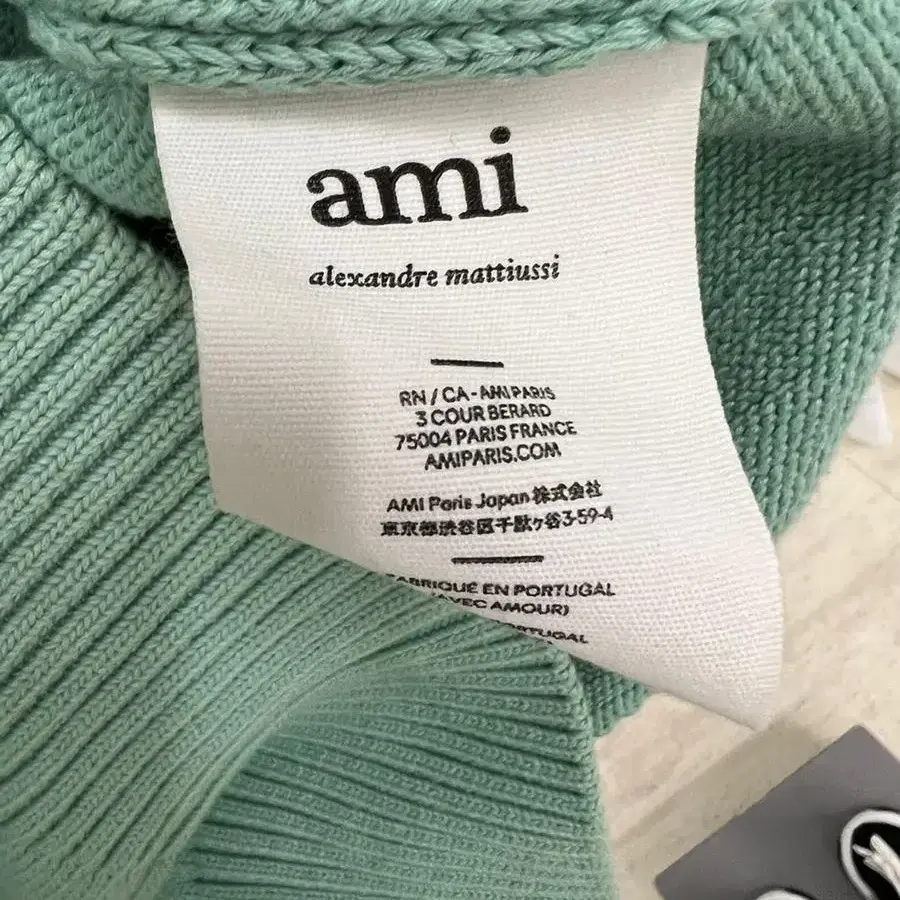 ami
alexandre mattiussi
RN / CA - AMI PARIS
3 COUR BERARD
75004 PARIS FRANCE
AMIPARIS.COM
AMI Paris Japan 株式会社
東京都渋谷区千駄ヶ谷3-59-4
FABRIQUÉ EN PORTUGAL
(AVEC AMOUR)
PORTUGAL